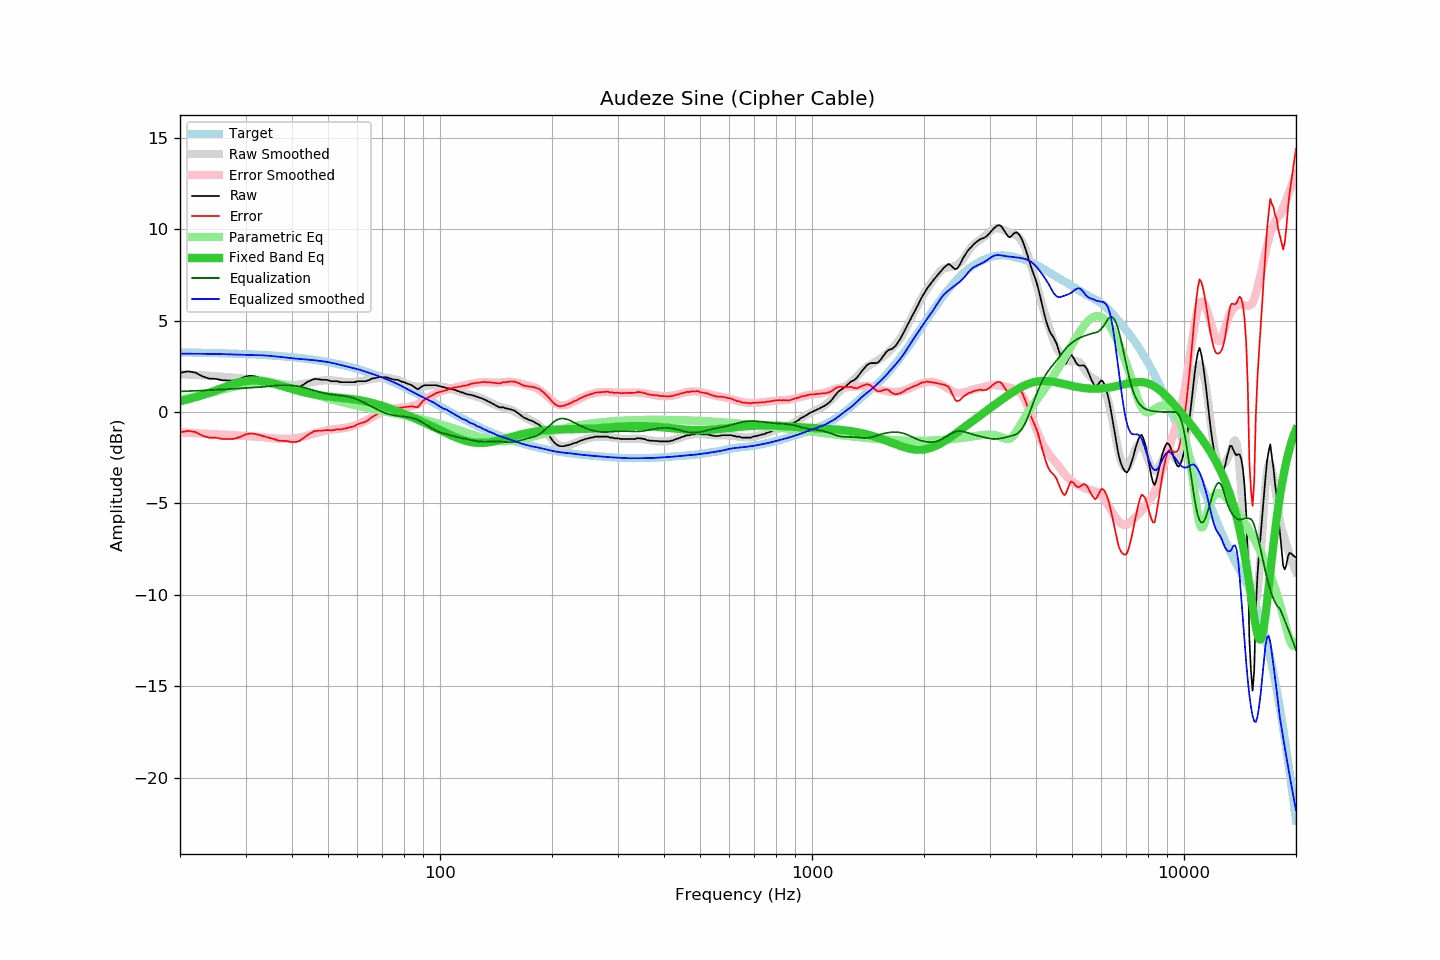 Audeze Sine (Cipher Cable)
Target
Raw Smoothed
Error Smoothed
Raw
Error
Parametric Eq
Fixed Band Eq
Equalization
Equalized smoothed
15
10
5
0
−5
−10
−15
−20
Amplitude (dBr)
100
1000
10000
Frequency (Hz)